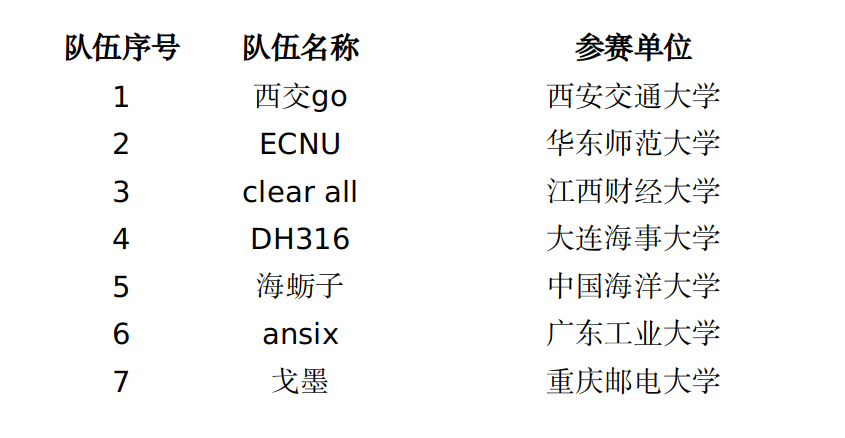 队伍序号 队伍名称 参赛单位
1 西交go 西安交通大学
2 ECNU 华东师范大学
3 clear all 江西财经大学
4 DH316 大连海事大学
5 海蛎子 中国海洋大学
6 ansix 广东工业大学
7 戈墨 重庆邮电大学